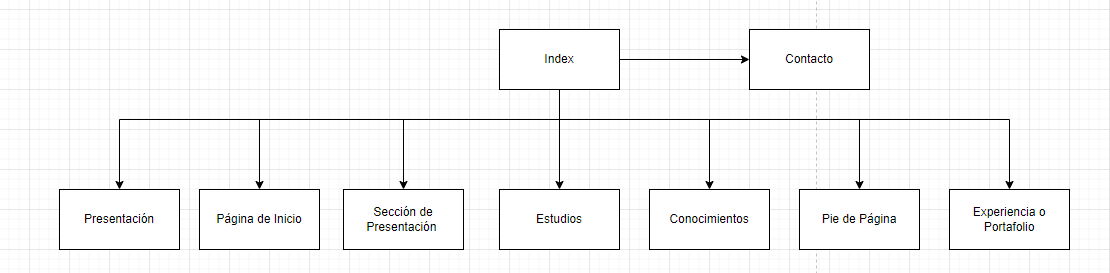 Index
Contacto
Presentación
Página de Inicio
Sección de
Presentación
Estudios
Conocimientos
Pie de Página
Experiencia o
Portafolio